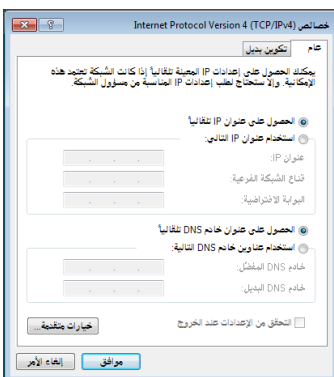 خصائص Internet Protocol Version 4 (TCP/IPv4)
عام
تكوين بديل
يمكنك الحصول على إعدادات IP المعينة تلقائياً إذا كانت الشبكة تعتمد هذه
الإمكانية. وإلا ستحتاج لطلب إعدادات IP المناسبة من مسؤول الشبكة.
الحصول على عنوان IP تلقائياً
استخدام عنوان IP التالي:
عنوان IP:
قناع الشبكة الفرعية:
البوابة الافتراضية:
الحصول على عنوان خادم DNS تلقائياً
استخدام عناوين خادم DNS التالية:
خادم DNS المفضّل:
خادم DNS البديل:
التحقق من الإعدادات عند الخروج
خيارات متقدمة...
موافق
إلغاء الأمر